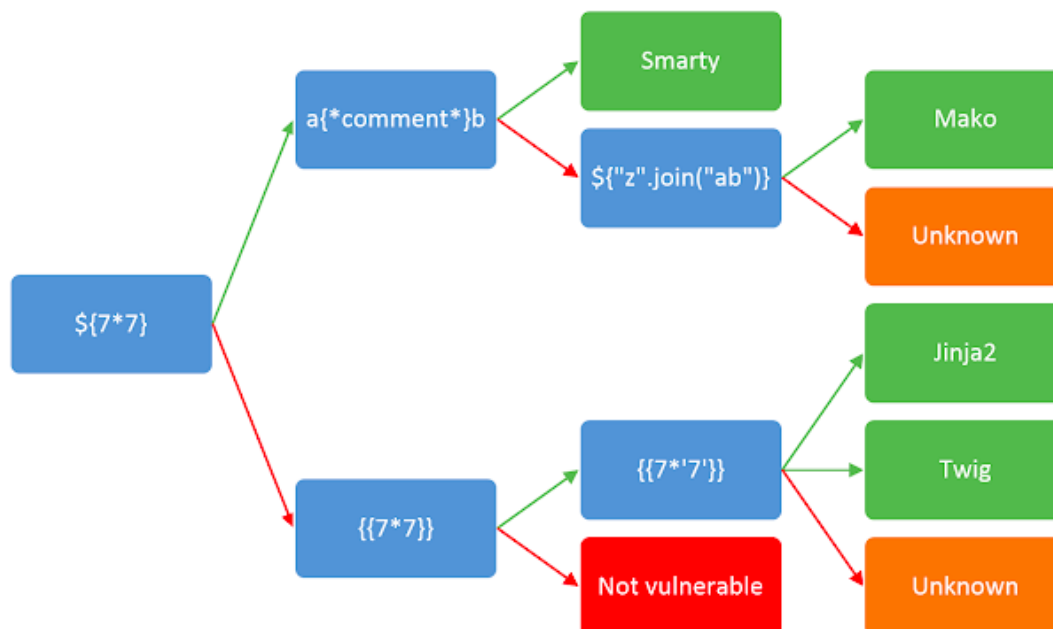 Smarty
a{*comment*}b
Mako
${"z".join("ab")}
Unknown
${7*7}
Jinja2
{{7*'7'}}
Twig
{{7*7}}
Not vulnerable
Unknown